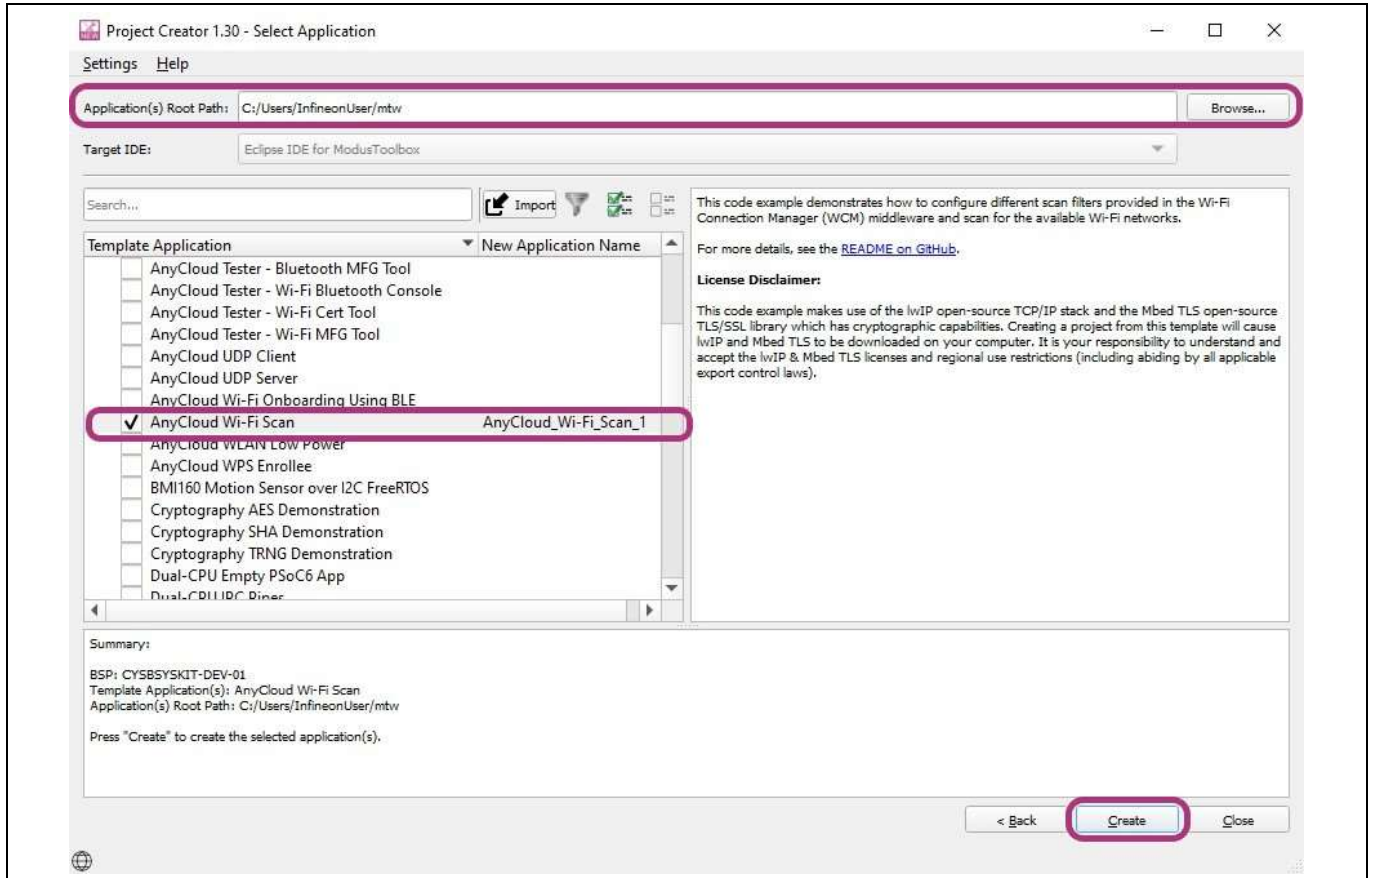 Project Creator 1.30 - Select Application
Settings Help
Application(s) Root Path: C:/Users/InfineonUser/mtw Browse...
Target IDE: Eclipse IDE for ModusToolbox
Search... Import
Template Application New Application Name
AnyCloud Tester - Bluetooth MFG Tool
AnyCloud Tester - Wi-Fi Bluetooth Console
AnyCloud Tester - Wi-Fi Cert Tool
AnyCloud Tester - Wi-Fi MFG Tool
AnyCloud UDP Client
AnyCloud UDP Server
AnyCloud Wi-Fi Onboarding Using BLE
AnyCloud Wi-Fi Scan AnyCloud_Wi-Fi_Scan_1
AnyCloud WLAN Low Power
AnyCloud WPS Enrollee
BMI160 Motion Sensor over I2C FreeRTOS
Cryptography AES Demonstration
Cryptography SHA Demonstration
Cryptography TRNG Demonstration
Dual-CPU Empty PSoC6 App
Dual-CPU IPC Pipes
This code example demonstrates how to configure different scan filters provided in the Wi-Fi
Connection Manager (WCM) middleware and scan for the available Wi-Fi networks.
For more details, see the README on GitHub.
License Disclaimer:
This code example makes use of the lwIP open-source TCP/IP stack and the Mbed TLS open-source
TLS/SSL library which has cryptographic capabilities. Creating a project from this template will cause
lwIP and Mbed TLS to be downloaded on your computer. It is your responsibility to understand and
accept the lwIP & Mbed TLS licenses and regional use restrictions (including abiding by all applicable
export control laws).
Summary:
BSP: CYSBSYSKIT-DEV-01
Template Application(s): AnyCloud Wi-Fi Scan
Application(s) Root Path: C:/Users/InfineonUser/mtw
Press "Create" to create the selected application(s).
< Back Create Close